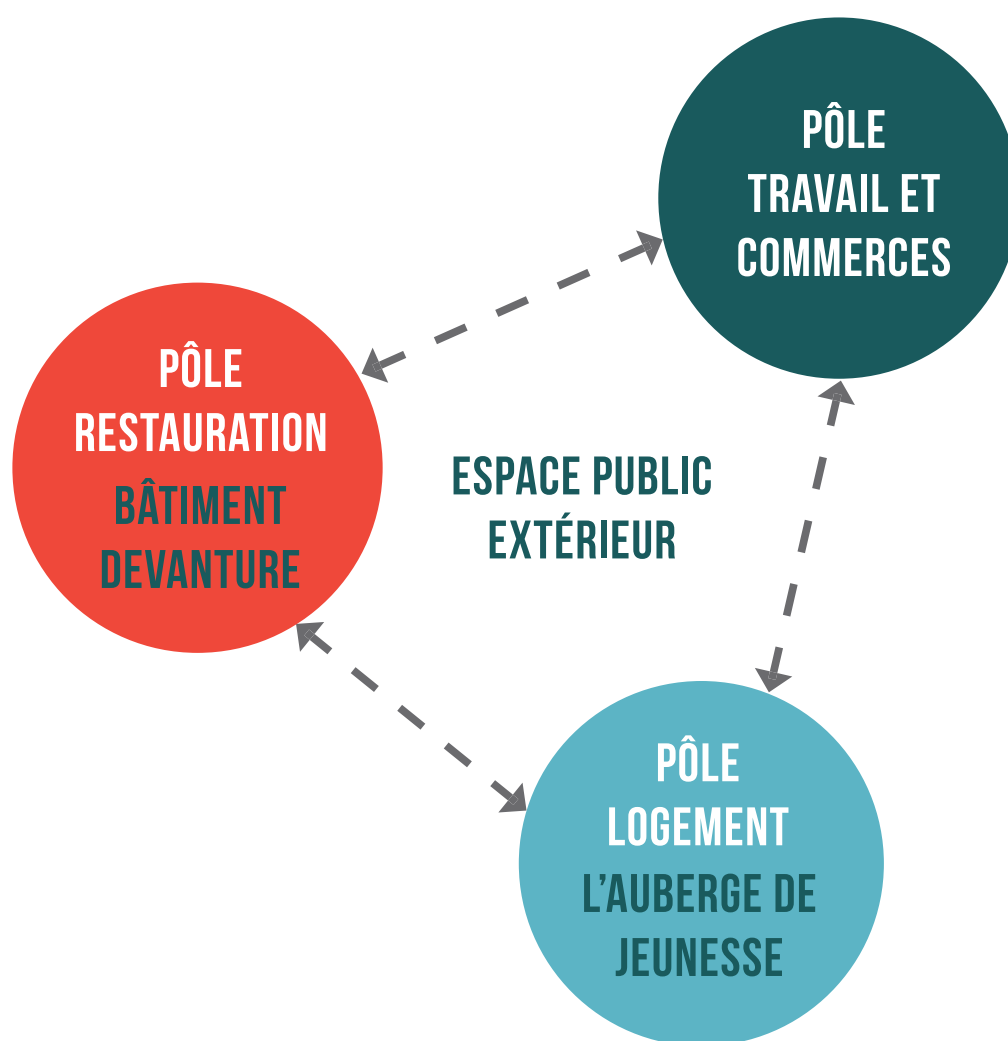 PÔLE
TRAVAIL ET
COMMERCES
PÔLE
RESTAURATION
BÂTIMENT
DEVANTURE
ESPACE PUBLIC
EXTÉRIEUR
PÔLE
LOGEMENT
L'AUBERGE DE
JEUNESSE